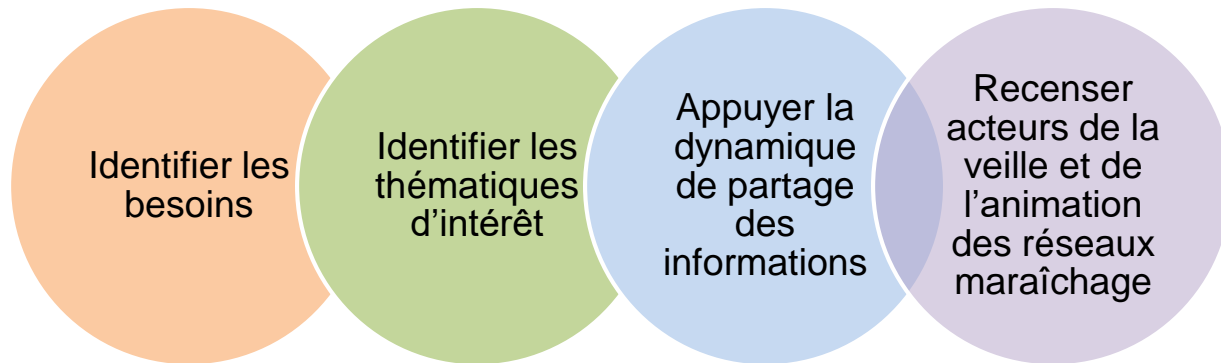 Identifier les
besoins
Identifier les
thématiques
d’intérêt
Appuyer la
dynamique
de partage
des
informations
Recenser
acteurs de la
veille et de
l’animation
des réseaux
maraîchage